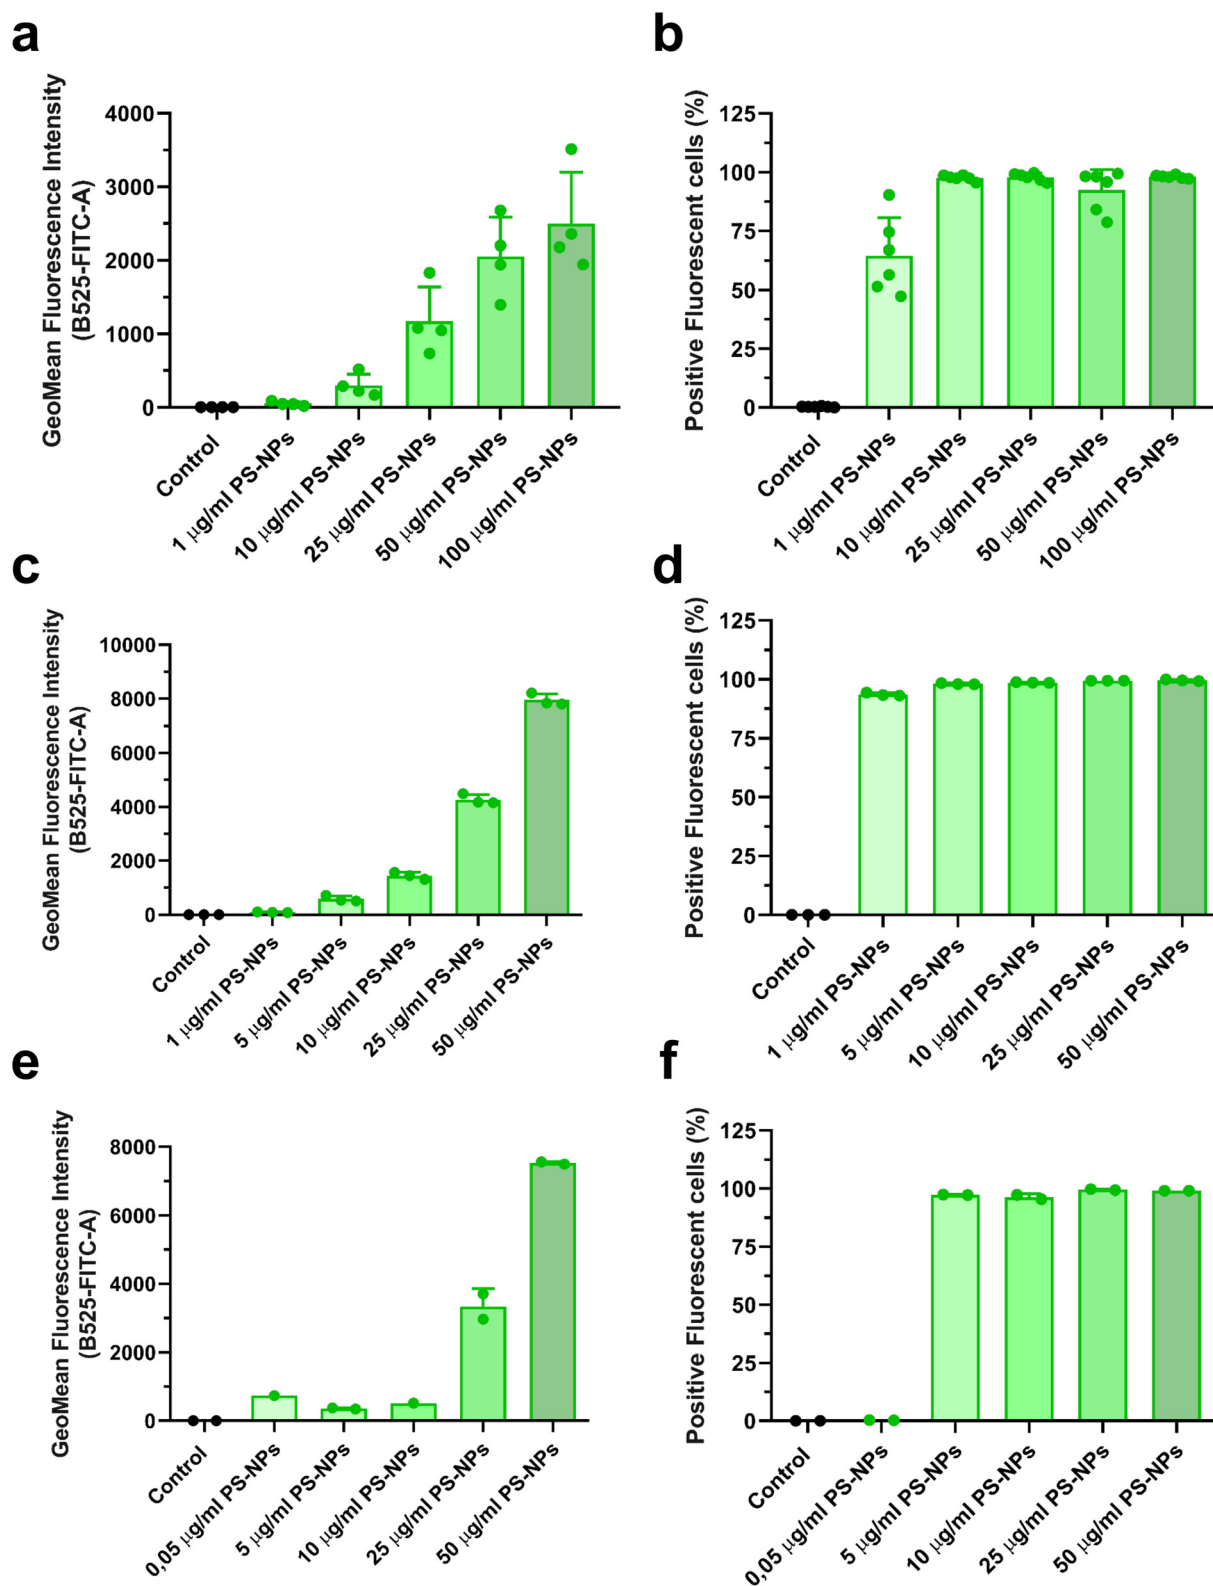 a
GeoMean Fluorescence Intensity
(B525-FITC-A)
4000
3000
2000
1000
0
Control
1 μg/ml PS-NPs
10 μg/ml PS-NPs
25 μg/ml PS-NPs
50 μg/ml PS-NPs
100 μg/ml PS-NPs
b
Positive Fluorescent cells (%)
125
100
75
50
25
0
Control
1 μg/ml PS-NPs
10 μg/ml PS-NPs
25 μg/ml PS-NPs
50 μg/ml PS-NPs
100 μg/ml PS-NPs
c
GeoMean Fluorescence Intensity
(B525-FITC-A)
10000
8000
6000
4000
2000
0
Control
1 μg/ml PS-NPs
5 μg/ml PS-NPs
10 μg/ml PS-NPs
25 μg/ml PS-NPs
50 μg/ml PS-NPs
d
Positive Fluorescent cells (%)
125
100
75
50
25
0
Control
1 μg/ml PS-NPs
5 μg/ml PS-NPs
10 μg/ml PS-NPs
25 μg/ml PS-NPs
50 μg/ml PS-NPs
e
GeoMean Fluorescence Intensity
(B525-FITC-A)
8000
6000
4000
2000
0
Control
0,05 μg/ml PS-NPs
5 μg/ml PS-NPs
10 μg/ml PS-NPs
25 μg/ml PS-NPs
50 μg/ml PS-NPs
f
Positive Fluorescent cells (%)
125
100
75
50
25
0
Control
0,05 μg/ml PS-NPs
5 μg/ml PS-NPs
10 μg/ml PS-NPs
25 μg/ml PS-NPs
50 μg/ml PS-NPs